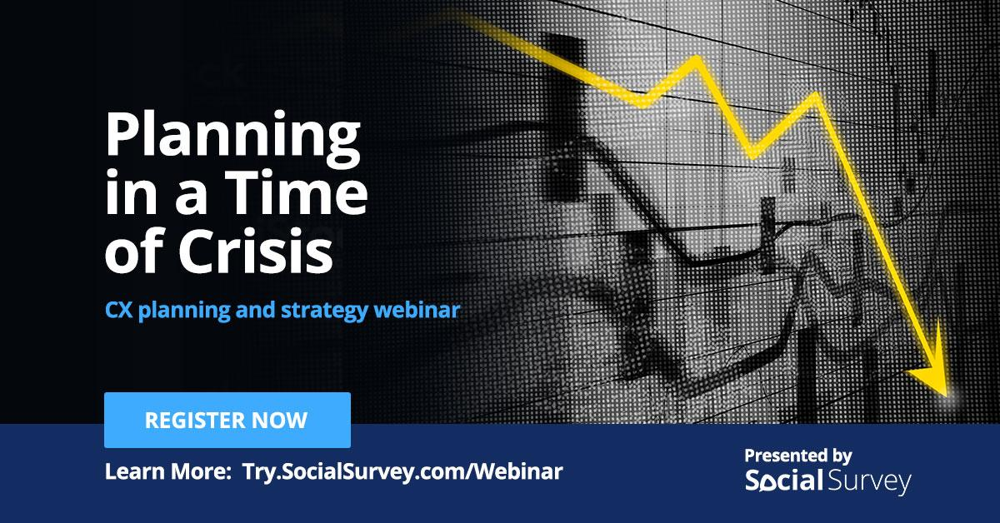 Planning
in a Time
of Crisis
CX planning and strategy webinar
REGISTER NOW
Learn More: Try.SocialSurvey.com/Webinar
Presented by
SocialSurvey